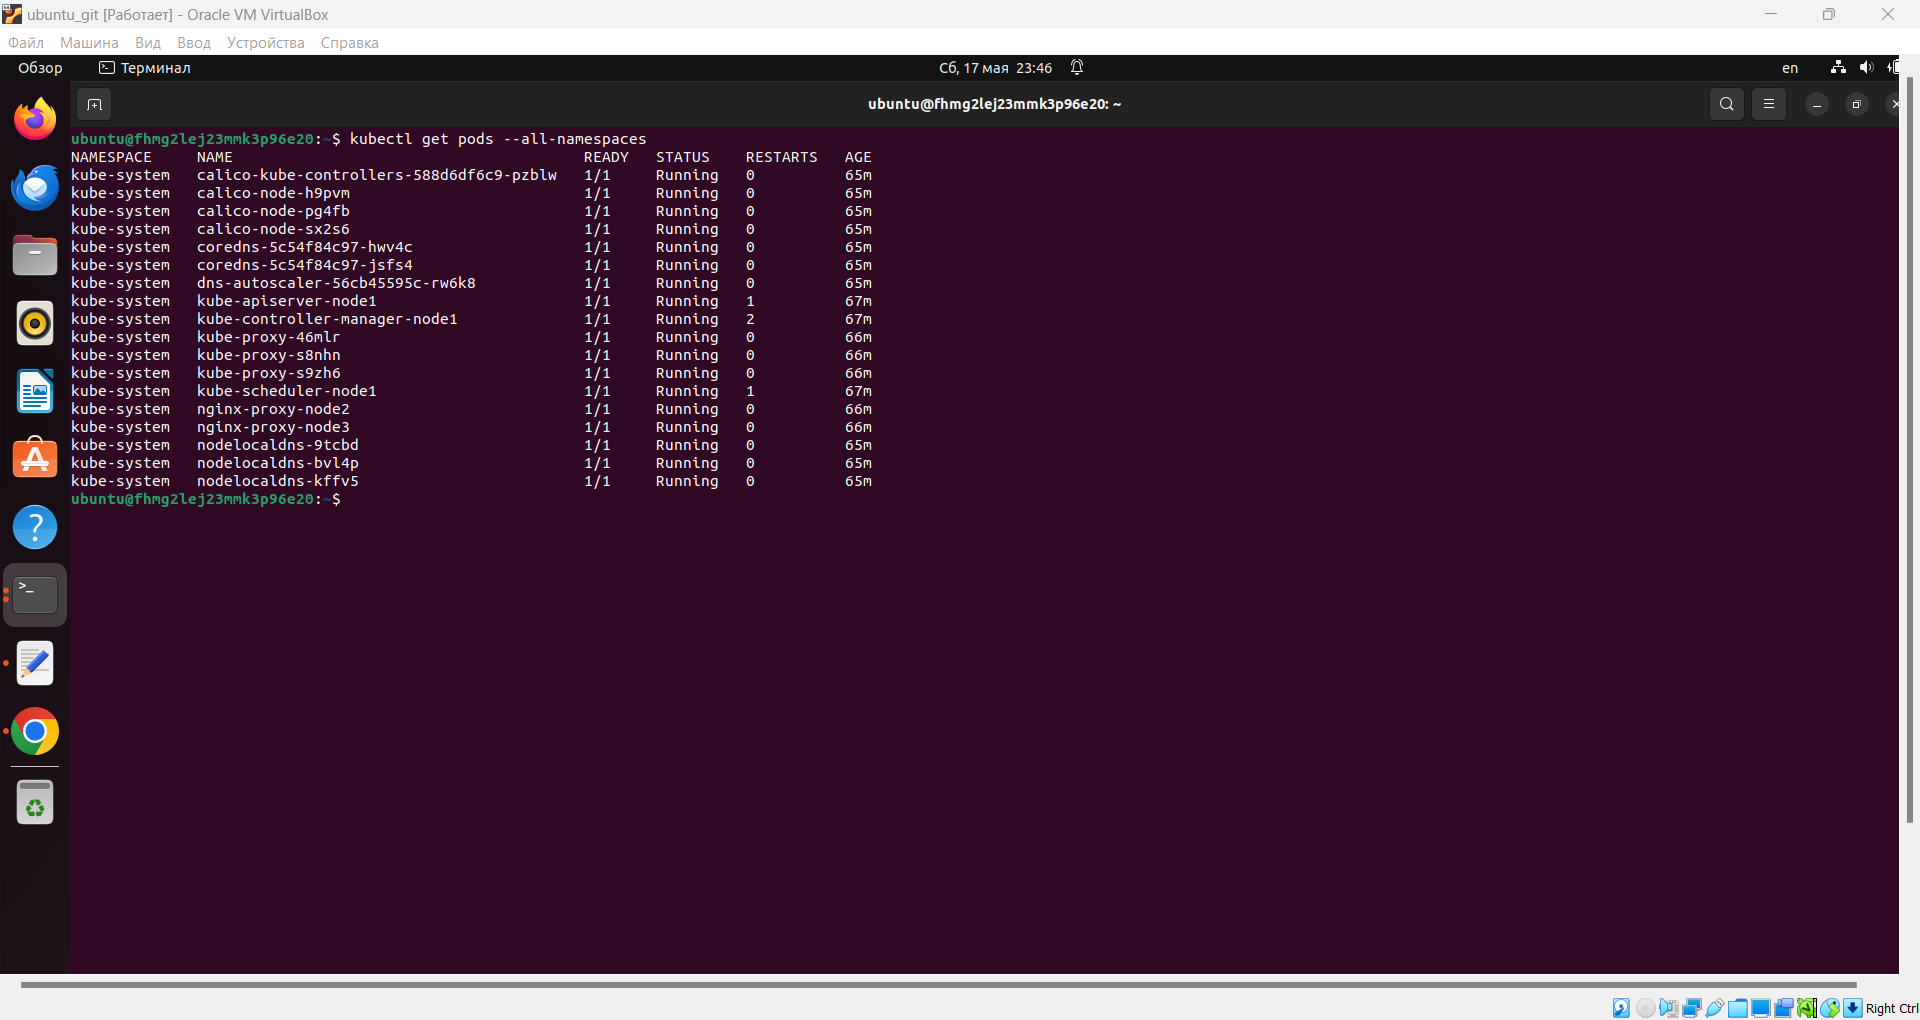 ubuntu_git [Работает] - Oracle VM VirtualBox
Файл Машина Вид Ввод Устройства Справка
Обзор Терминал Сб, 17 мая 23:46 en
ubuntu@fhmg2lej23mmk3p96e20: ~
ubuntu@fhmg2lej23mmk3p96e20:~$ kubectl get pods --all-namespaces
NAMESPACE NAME READY STATUS RESTARTS AGE
kube-system calico-kube-controllers-588d6df6c9-pzblw 1/1 Running 0 65m
kube-system calico-node-h9pvm 1/1 Running 0 65m
kube-system calico-node-pg4fb 1/1 Running 0 65m
kube-system calico-node-sx2s6 1/1 Running 0 65m
kube-system coredns-5c54f84c97-hwv4c 1/1 Running 0 65m
kube-system coredns-5c54f84c97-jsfs4 1/1 Running 0 65m
kube-system dns-autoscaler-56cb45595c-rw6k8 1/1 Running 0 65m
kube-system kube-apiserver-node1 1/1 Running 1 67m
kube-system kube-controller-manager-node1 1/1 Running 2 67m
kube-system kube-proxy-46mlr 1/1 Running 0 66m
kube-system kube-proxy-s8nhn 1/1 Running 0 66m
kube-system kube-proxy-s9zh6 1/1 Running 0 66m
kube-system kube-scheduler-node1 1/1 Running 1 67m
kube-system nginx-proxy-node2 1/1 Running 0 66m
kube-system nginx-proxy-node3 1/1 Running 0 66m
kube-system nodelocaldns-9tcbd 1/1 Running 0 65m
kube-system nodelocaldns-bvl4p 1/1 Running 0 65m
kube-system nodelocaldns-kffv5 1/1 Running 0 65m
ubuntu@fhmg2lej23mmk3p96e20:~$
Right Ctrl